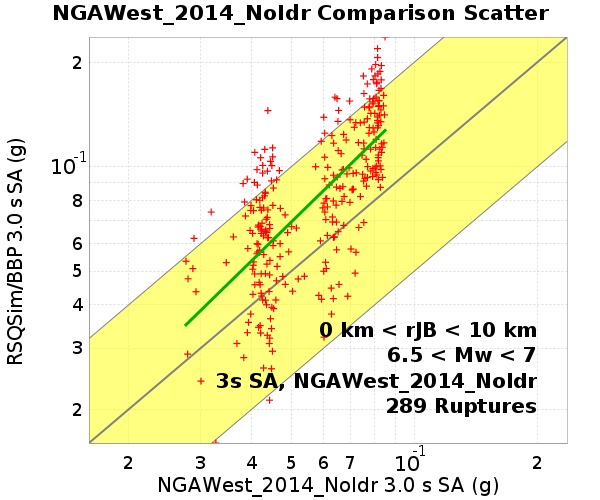 NGAWest_2014_NoIdr Comparison Scatter
RSQSim/BBP 3.0 s SA (g)
2
10-1
8
6
5
4
3
2
0 km < rJB < 10 km
6.5 < Mw < 7
3s SA, NGAWest_2014_NoIdr
289 Ruptures
2 3 4 5 6 7 10-1 2
NGAWest_2014_NoIdr 3.0 s SA (g)